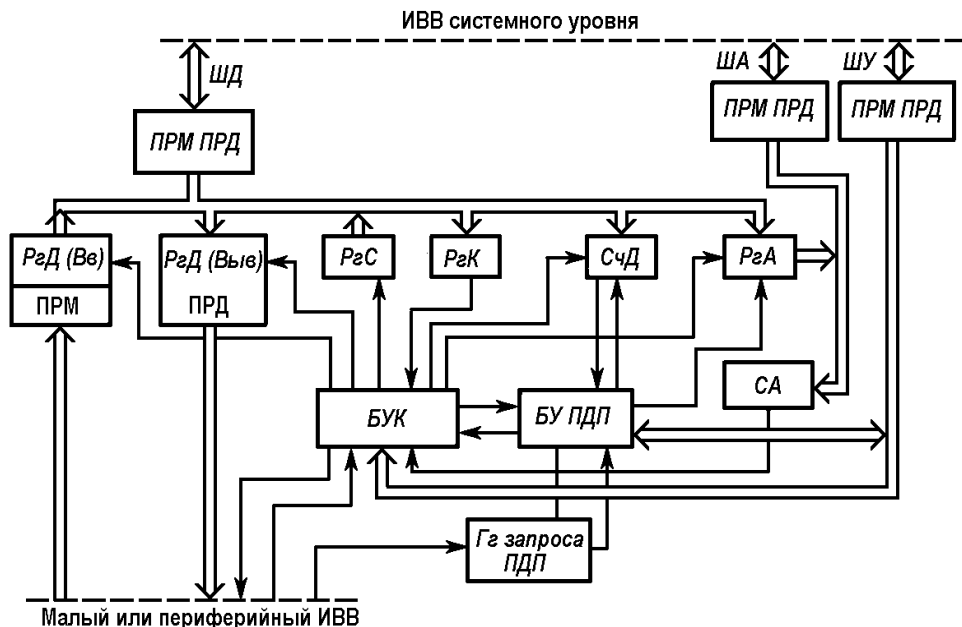 ИВВ системного уровня
ШД
ША
ШУ
ПРМ ПРД
ПРМ ПРД
ПРМ ПРД
РгД (Вв)
ПРМ
РгД (Выв)
ПРД
РгС
РгК
СчД
РгА
СА
БУК
БУ ПДП
Гг запроса
ПДП
Малый или периферийный ИВВ